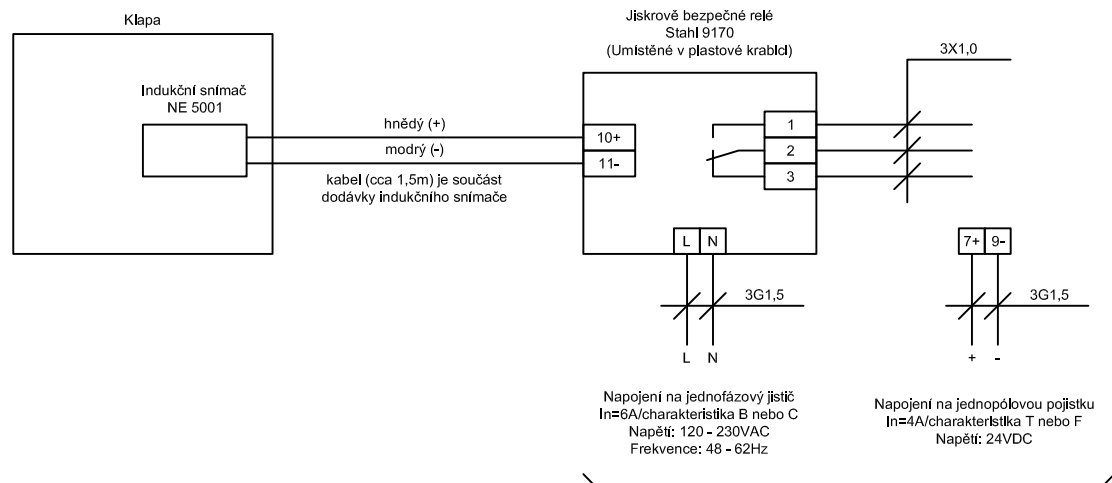 Klapa
Jiskrově bezpečné relé
Stahl 9170
(Umístěné v plastové krabici)
3X1,0
Indukční snímač
NE 5001
hnědý (+)
modrý (-)
10+
11-
1
2
3
kabel (cca 1,5m) je součást
dodávky indukčního snímače
L N
7+ 9-
3G1,5
3G1,5
L N
+ -
Napojení na jednofázový jistič
In=6A/charakteristika B nebo C
Napětí: 120 - 230VAC
Frekvence: 48 - 62Hz
Napojení na jednopólovou pojistku
In=4A/charakteristika T nebo F
Napětí: 24VDC